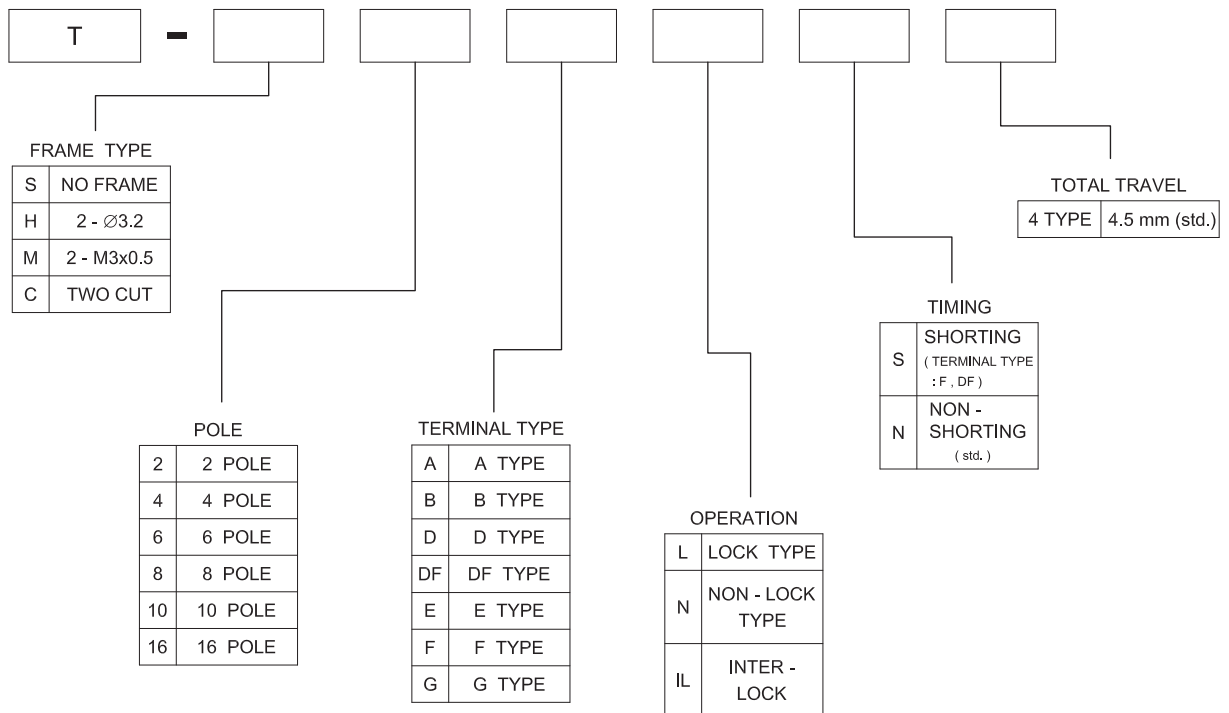 T -
FRAME TYPE
S NO FRAME
H 2 - ∅3.2
M 2 - M3x0.5
C TWO CUT
POLE
2 2 POLE
4 4 POLE
6 6 POLE
8 8 POLE
10 10 POLE
16 16 POLE
TERMINAL TYPE
A A TYPE
B B TYPE
D D TYPE
DF DF TYPE
E E TYPE
F F TYPE
G G TYPE
OPERATION
L LOCK TYPE
N NON - LOCK
TYPE
IL INTER -
LOCK
TIMING
S SHORTING
( TERMINAL TYPE
: F , DF )
N NON -
SHORTING
( std. )
TOTAL TRAVEL
4 TYPE 4.5 mm (std.)